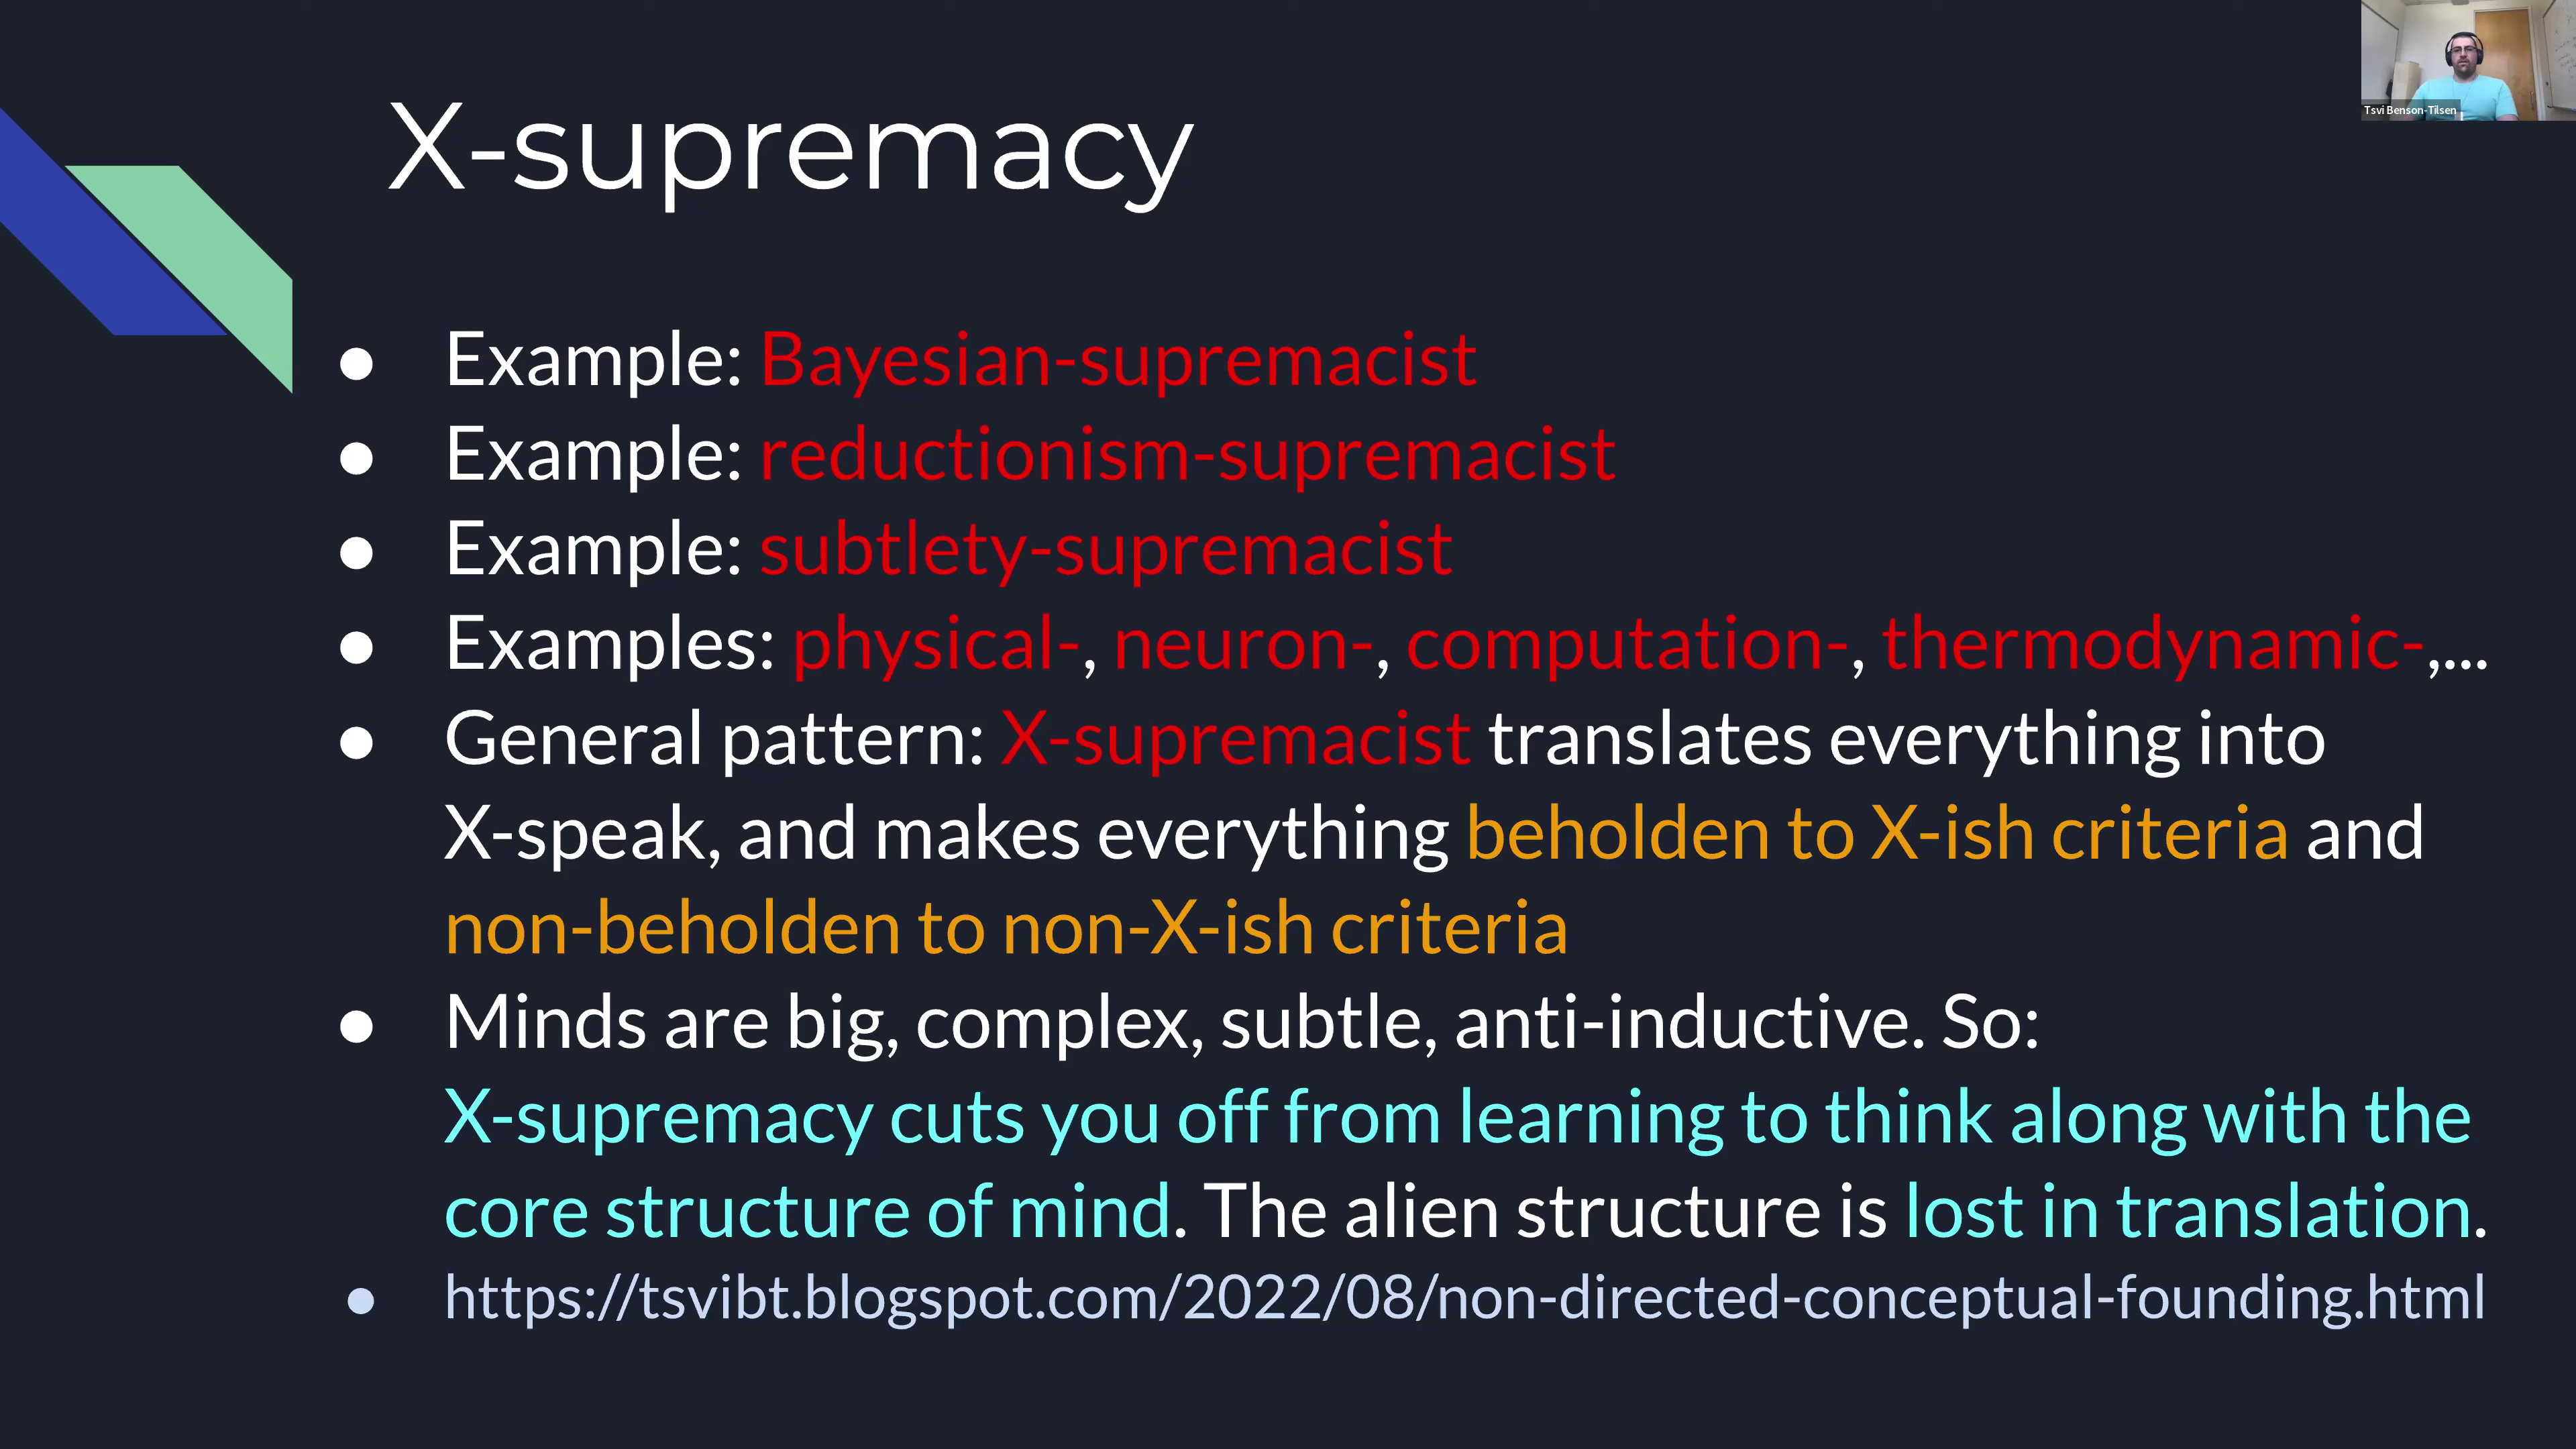 Tsvi Benson-Tilsen
X-supremacy
● Example: Bayesian-supremacist
● Example: reductionism-supremacist
● Example: subtlety-supremacist
● Examples: physical-, neuron-, computation-, thermodynamic-,...
● General pattern: X-supremacist translates everything into
X-speak, and makes everything beholden to X-ish criteria and
non-beholden to non-X-ish criteria
● Minds are big, complex, subtle, anti-inductive. So:
X-supremacy cuts you off from learning to think along with the
core structure of mind. The alien structure is lost in translation.
● https://tsvibt.blogspot.com/2022/08/non-directed-conceptual-founding.html